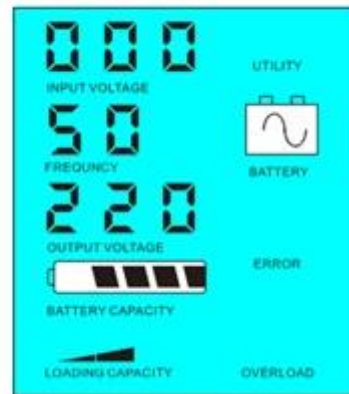 000
UTILITY
INPUT VOLTAGE
50
FREQUNCY
BATTERY
220
OUTPUT VOLTAGE
ERROR
BATTERY CAPACITY
LOADING CAPACITY
OVERLOAD